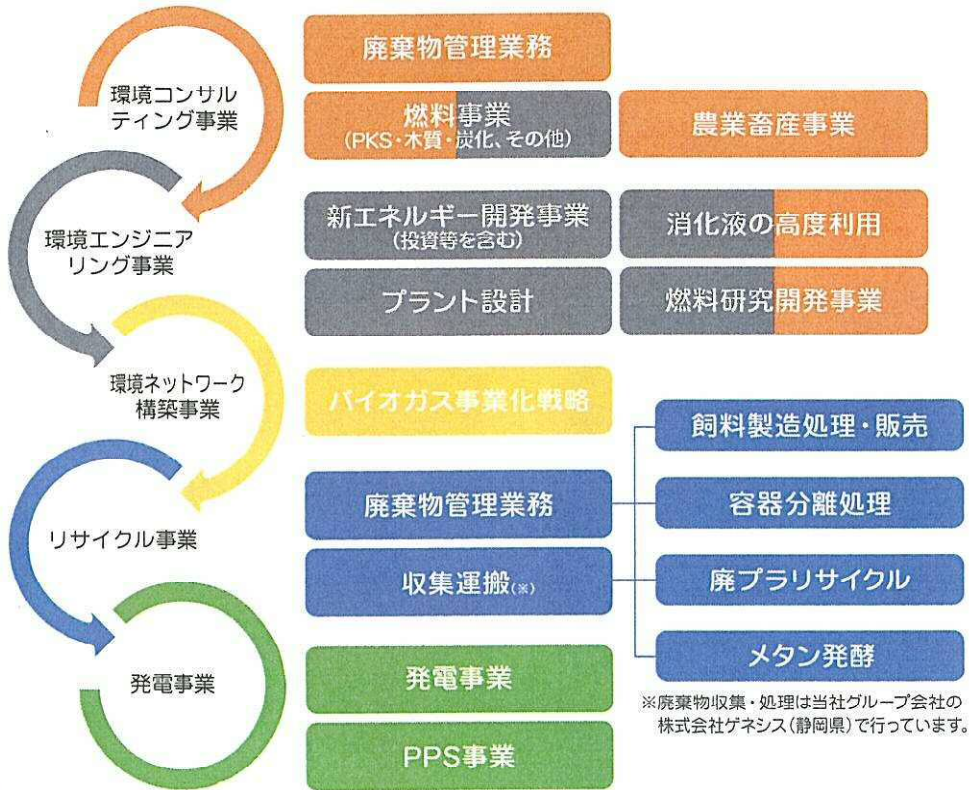 環境コンサル
ティング事業
廃棄物管理業務
燃料事業
(PKS・木質・炭化、その他)
農業畜産事業
環境エンジニア
リング事業
新エネルギー開発事業
(投資等を含む)
消化液の高度利用
プラント設計
燃料研究開発事業
環境ネットワーク
構築事業
バイオガス事業化戦略
リサイクル事業
廃棄物管理業務
収集運搬(※)
飼料製造処理・販売
容器分離処理
廃プラリサイクル
メタン発酵
※廃棄物収集・処理は当社グループ会社の
株式会社ゲネシス(静岡県)で行っています。
発電事業
発電事業
PPS事業